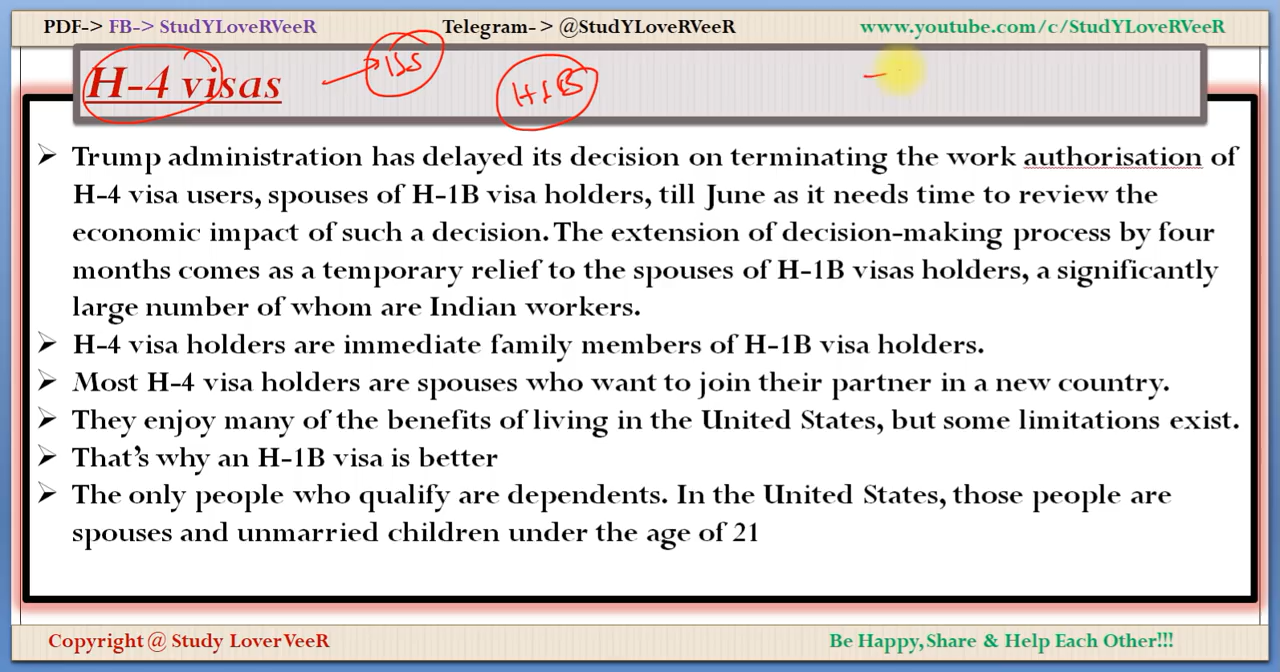 PDF-> FB-> StudYLoveRVeeR Telegram- > @StudYLoveRVeeR www.youtube.com/c/StudYLoveRVeeR
H-4 visas ISS H1B
Trump administration has delayed its decision on terminating the work authorisation of
H-4 visa users, spouses of H-1B visa holders, till June as it needs time to review the
economic impact of such a decision. The extension of decision-making process by four
months comes as a temporary relief to the spouses of H-1B visas holders, a significantly
large number of whom are Indian workers.
H-4 visa holders are immediate family members of H-1B visa holders.
Most H-4 visa holders are spouses who want to join their partner in a new country.
They enjoy many of the benefits of living in the United States, but some limitations exist.
That's why an H-1B visa is better
The only people who qualify are dependents. In the United States, those people are
spouses and unmarried children under the age of 21
Copyright @ Study Lover VeeR Be Happy,Share & Help Each Other!!!